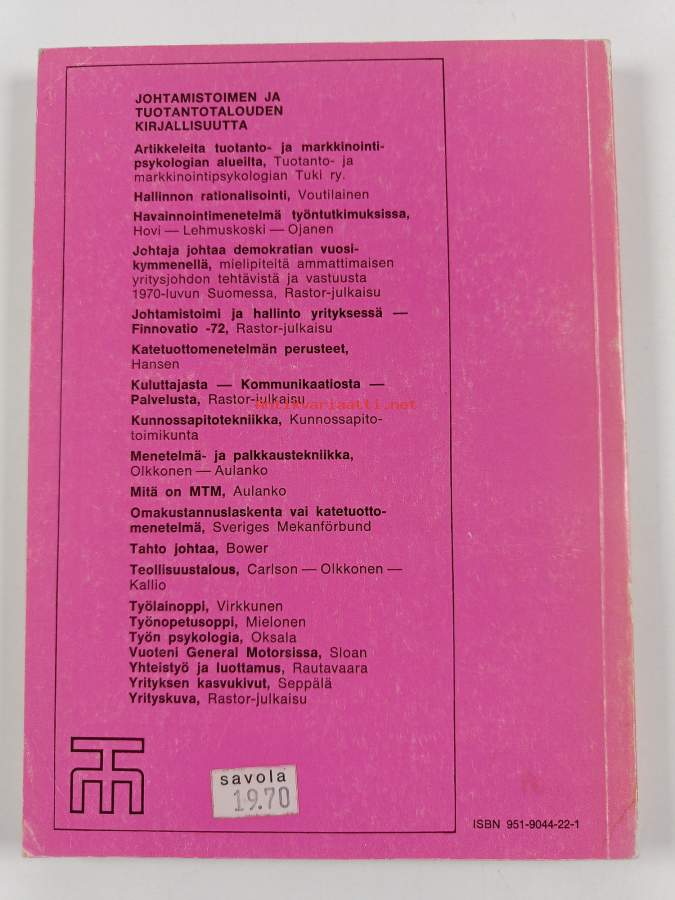 JOHTAMISTOIMEN JA
TUOTANTOTALOUDEN
KIRJALLISUUTTA
Artikkeleita tuotanto- ja markkinointi-
psykologian alueilta, Tuotanto- ja
markkinointipsykologian Tuki ry.
Hallinnon rationalisointi, Voutilainen
Havainnointimenetelmä työntutkimuksissa,
Hovi — Lehmuskoski — Ojanen
Johtaja johtaa demokratian vuosi-
kymmenellä, mielipiteitä ammattimaisen
yritysjohdon tehtävistä ja vastuusta
1970-luvun Suomessa, Rastor-julkaisu
Johtamistoimi ja hallinto yrityksessä —
Finnovatio -72, Rastor-julkaisu
Katetuottomenetelmän perusteet,
Hansen
Kuluttajasta — Kommunikaatiosta —
Palvelusta, Rastor-julkaisu
antikvariaatti.net
Kunnossapitotekniikka, Kunnossapito-
toimikunta
Menetelmä- ja palkkaustekniikka,
Olkkonen — Aulanko
Mitä on MTM, Aulanko
Omakustannuslaskenta vai katetuotto-
menetelmä, Sveriges Mekanförbund
Tahto johtaa, Bower
Teollisuustalous, Carlson — Olkkonen —
Kallio
Työlainoppi, Virkkunen
Työnopetusoppi, Mielonen
Työn psykologia, Oksala
Vuoteni General Motorsissa, Sloan
Yhteistyö ja luottamus, Rautavaara
Yrityksen kasvukivut, Seppälä
Yrityskuva, Rastor-julkaisu
savola
19.70
ISBN 951-9044-22-1